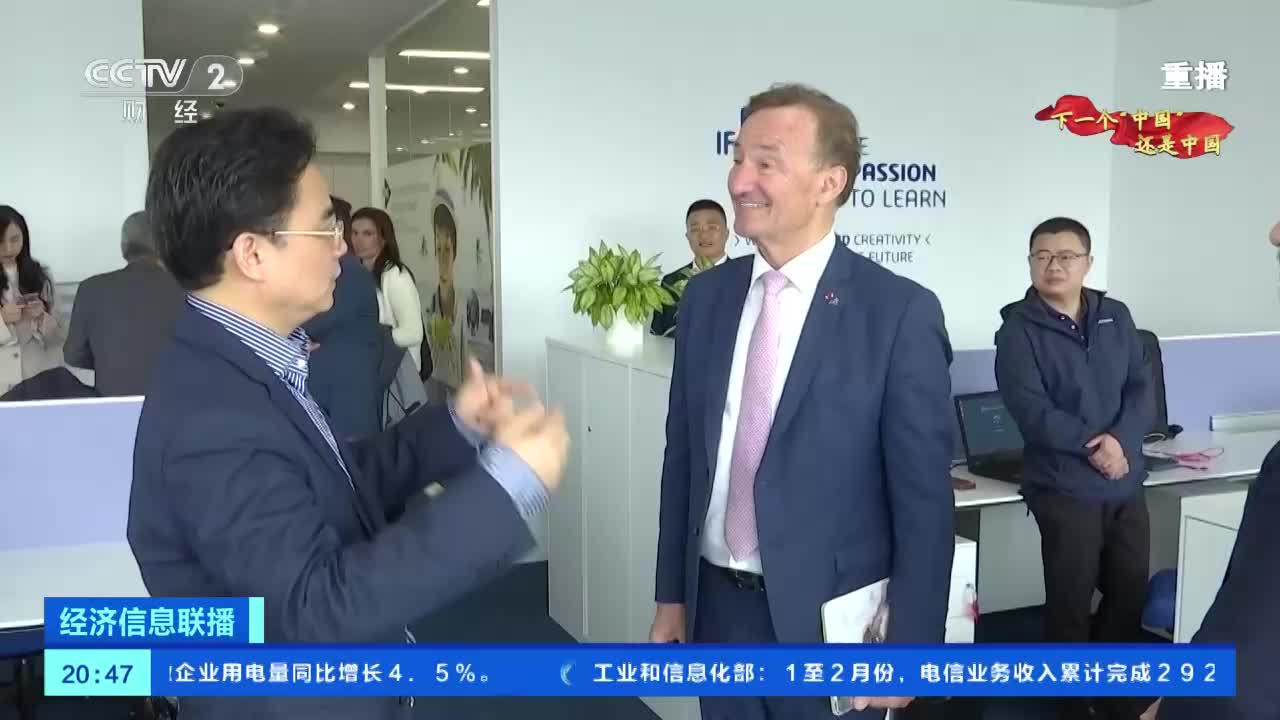 CCTV 2
财经
重播
下一个“中国”
还是中国
PASSION
TO LEARN
CREATIVITY
FUTURE
经济信息联播
20:47
企业用电量同比增长4．5％。
工业和信息化部：1至2月份，电信业务收入累计完成292